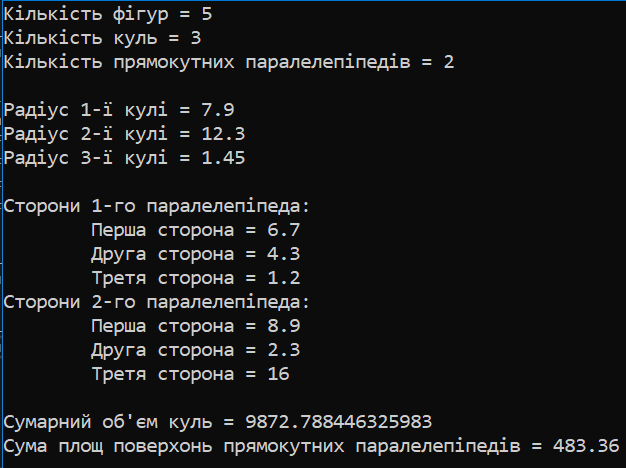 Кількість фігур = 5
Кількість куль = 3
Кількість прямокутних паралелепіпедів = 2
Радіус 1-ї кулі = 7.9
Радіус 2-ї кулі = 12.3
Радіус 3-ї кулі = 1.45
Сторони 1-го паралелепіпеда:
Перша сторона = 6.7
Друга сторона = 4.3
Третя сторона = 1.2
Сторони 2-го паралелепіпеда:
Перша сторона = 8.9
Друга сторона = 2.3
Третя сторона = 16
Сумарний об'єм куль = 9872.788446325983
Сума площ поверхонь прямокутних паралелепіпедів = 483.36